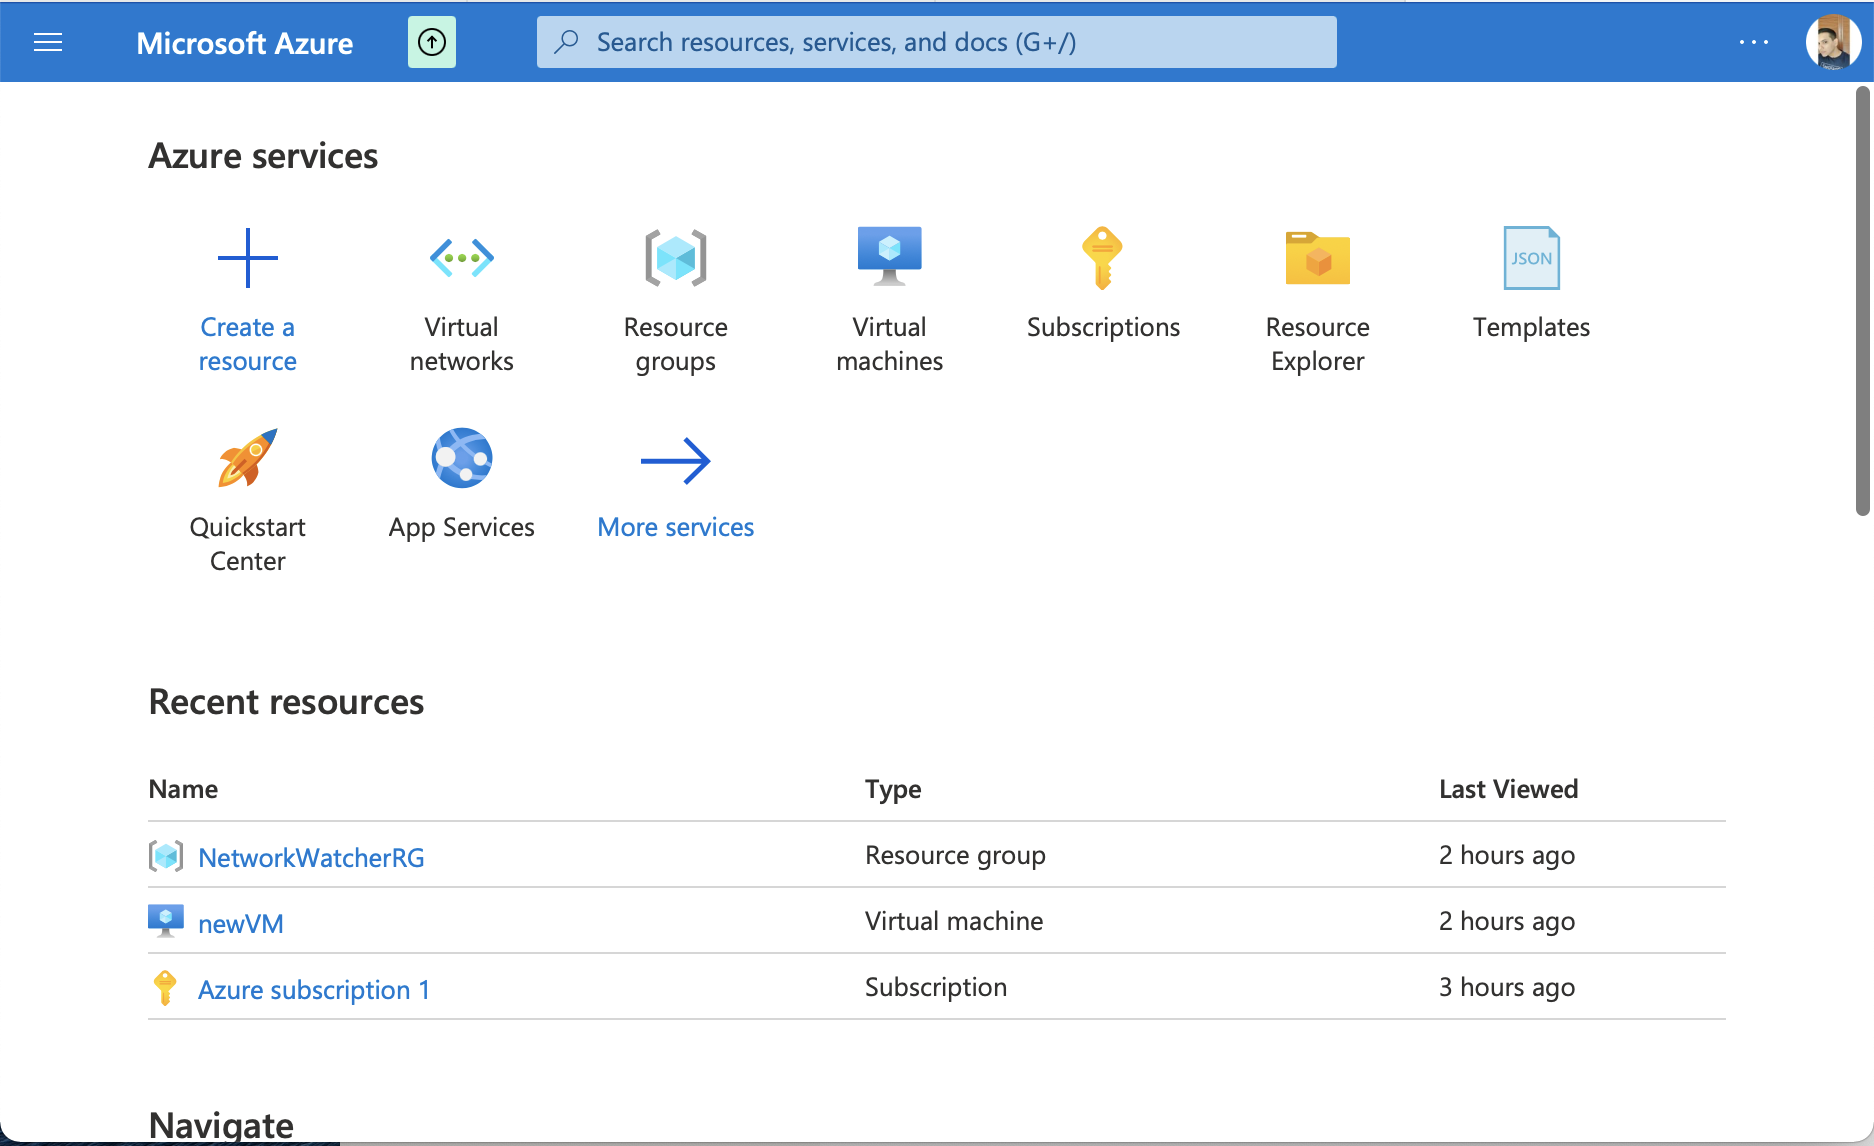 Microsoft Azure
Search resources, services, and docs (G+/)
Azure services
Create a
resource
Virtual
networks
Resource
groups
Virtual
machines
Subscriptions
Resource
Explorer
JSON
Templates
Quickstart
Center
App Services
More services
Recent resources
Name Type Last Viewed
NetworkWatcherRG Resource group 2 hours ago
newVM Virtual machine 2 hours ago
Azure subscription 1 Subscription 3 hours ago
Navigate